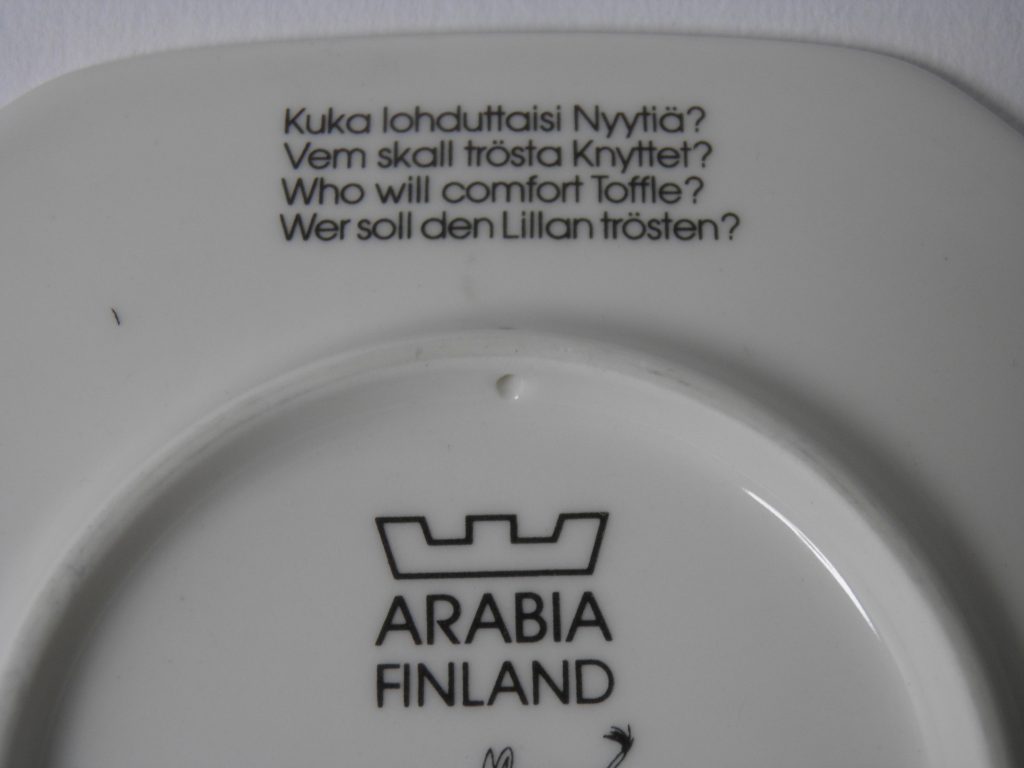 Kuka lohduttaisi Nyytiä?
Vem skall trösta Knyttet?
Who will comfort Toffle?
Wer soll den Lillan trösten?
ARABIA
FINLAND